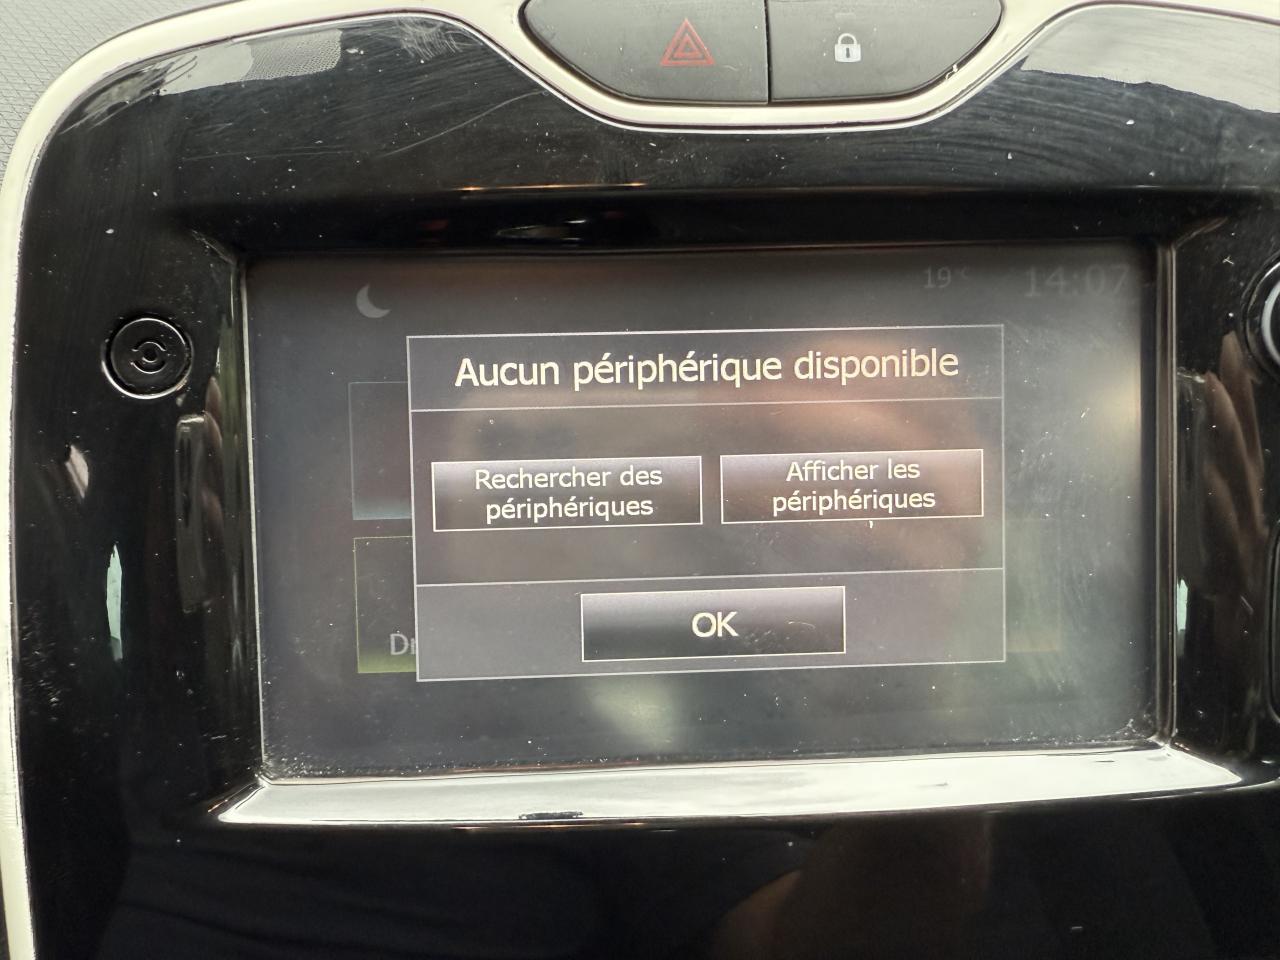 19°C 14:07
Aucun périphérique disponible
Rechercher des
périphériques
Afficher les
périphériques
OK